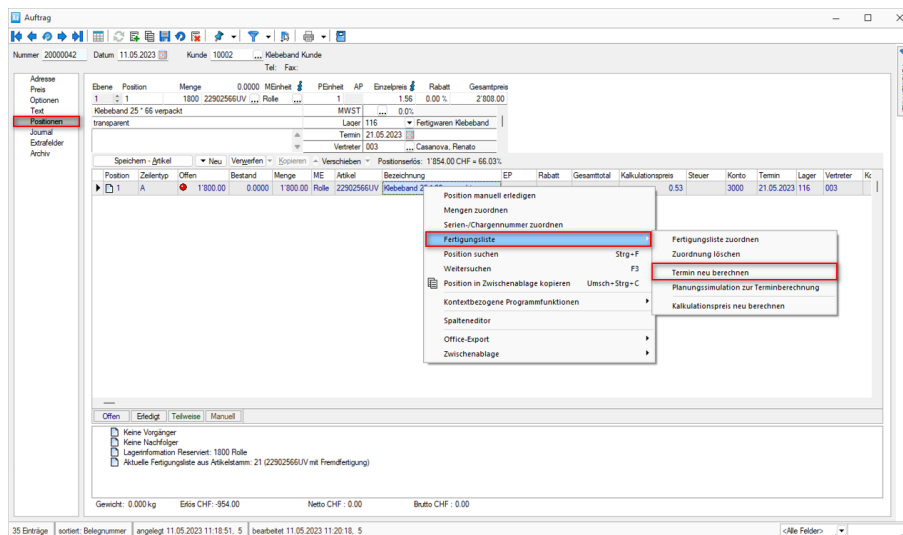 Auftrag
Nummer 20000042 Datum 11.05.2023 Kunde 10002 ... Klebeband Kunde
Tel: Fax:
Adresse
Preis
Optionen
Text
Positionen
Journal
Extrafelder
Archiv
Ebene Position Menge 0.0000 MEinheit PEinheit AP Einzelpreis Rabatt Gesamtpreis
1 1 1800 22902566UV ... Rolle ... 1 1.56 0.00 % 2'808.00
Klebeband 25 * 66 verpackt MWST ... 0.0%
transparent Lager 116 Fertigwaren Klebeband
Termin 21.05.2023
Vertreter 003 ... Casanova, Renato
Speichern - Artikel Neu Verwerfen Kopieren Verschieben Positionserlös: 1'854.00 CHF = 66.03%
Position Zeilentyp Offen Bestand Menge ME Artikel Bezeichnung EP Rabatt Gesamttotal Kalkulationspreis Steuer Konto Termin Lager Vertreter
1 A 1'800.00 0.0000 1'800.00 Rolle 22902566UV Klebeband 25 * 66 verpackt 0.53 3000 21.05.2023 116 003
Position manuell erledigen
Mengen zuordnen
Serien-/Chargennummer zuordnen
Fertigungsliste
Position suchen Strg+F
Weitersuchen F3
Position in Zwischenablage kopieren Umsch+Strg+C
Kontextbezogene Programmfunktionen
Spalteneditor
Office-Export
Zwischenablage
Fertigungsliste zuordnen
Zuordnung löschen
Termin neu berechnen
Planungssimulation zur Terminberechnung
Kalkulationspreis neu berechnen
Offen Erledigt Teilweise Manuell
Keine Vorgänger
Keine Nachfolger
Lagerinformation Reserviert: 1800 Rolle
Aktuelle Fertigungsliste aus Artikelstamm: 21 (22902566UV mit Fremdfertigung)
Gewicht: 0.000 kg Erlös CHF: -954.00 Netto CHF : 0.00 Brutto CHF : 0.00
35 Einträge sortiert: Belegnummer angelegt 11.05.2023 11:18:51, 5 bearbeitet 11.05.2023 11:20:18, 5 <Alle Felder>